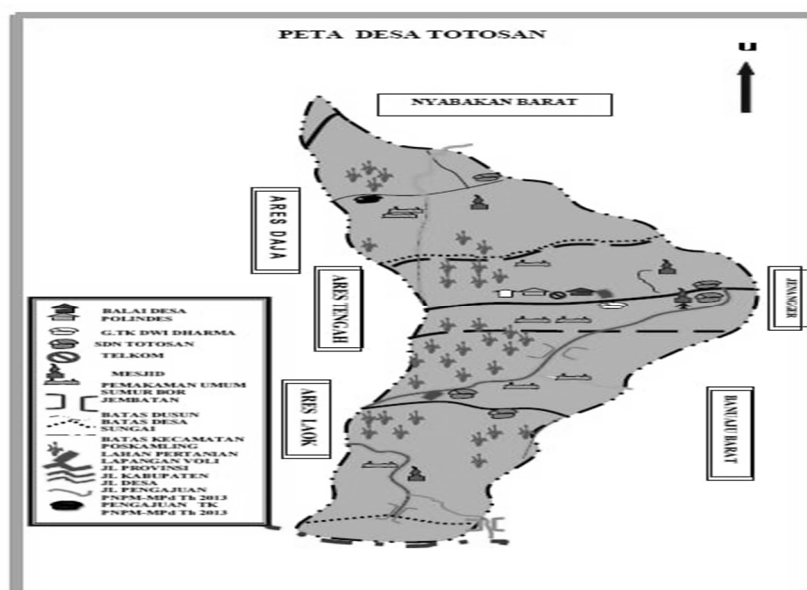 PETA DESA TOTOSAN
u
NYABAKAN BARAT
ARES DAJA
ARES TENGAH
JENANGGER
ARES LAOK
BANUAJU BARAT
BALAI DESA
POLINDES
G.TK DWI DHARMA
SDN TOTOSAN
TELKOM
MESJID
PEMAKAMAN UMUM
SUMUR BOR
JEMBATAN
BATAS DUSUN
BATAS DESA
SUNGAI
BATAS KECAMATAN
POSKAMLING
LAHAN PERTANIAN
LAPANGAN VOLI
JL PROVINSI
JL KABUPATEN
JL DESA
JL PENGAJUAN
PNPM-MPd Th 2013
PENGAJUAN TK
PNPM-MPd Th 2013